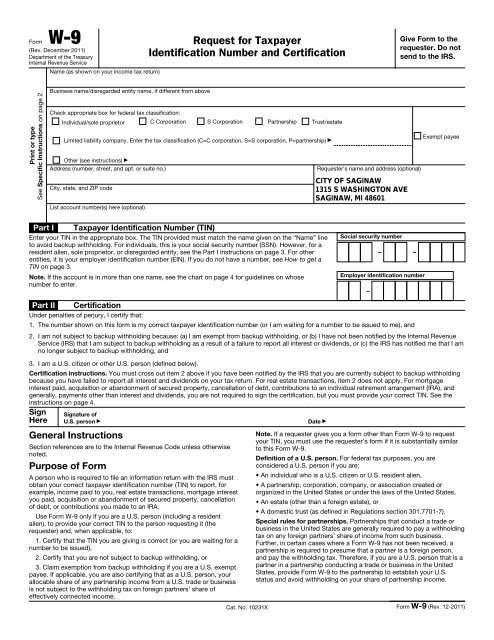 Form W-9
(Rev. December 2011)
Department of the Treasury
Internal Revenue Service
Request for Taxpayer
Identification Number and Certification
Give Form to the
requester. Do not
send to the IRS.
Print or type
See Specific Instructions on page 2.
Name (as shown on your income tax return)
Business name/disregarded entity name, if different from above
Check appropriate box for federal tax classification:
Individual/sole proprietor C Corporation S Corporation Partnership Trust/estate
Limited liability company. Enter the tax classification (C=C corporation, S=S corporation, P=partnership) ▶
Exempt payee
Other (see instructions) ▶
Address (number, street, and apt. or suite no.)
Requester's name and address (optional)
CITY OF SAGINAW
1315 S WASHINGTON AVE
SAGINAW, MI 48601
City, state, and ZIP code
List account number(s) here (optional)
Part I Taxpayer Identification Number (TIN)
Enter your TIN in the appropriate box. The TIN provided must match the name given on the “Name” line
to avoid backup withholding. For individuals, this is your social security number (SSN). However, for a
resident alien, sole proprietor, or disregarded entity, see the Part I instructions on page 3. For other
entities, it is your employer identification number (EIN). If you do not have a number, see How to get a
TIN on page 3.
Note. If the account is in more than one name, see the chart on page 4 for guidelines on whose
number to enter.
Social security number
– –
Employer identification number
–
Part II Certification
Under penalties of perjury, I certify that:
1. The number shown on this form is my correct taxpayer identification number (or I am waiting for a number to be issued to me), and
2. I am not subject to backup withholding because: (a) I am exempt from backup withholding, or (b) I have not been notified by the Internal Revenue
Service (IRS) that I am subject to backup withholding as a result of a failure to report all interest or dividends, or (c) the IRS has notified me that I am
no longer subject to backup withholding, and
3. I am a U.S. citizen or other U.S. person (defined below).
Certification instructions. You must cross out item 2 above if you have been notified by the IRS that you are currently subject to backup withholding
because you have failed to report all interest and dividends on your tax return. For real estate transactions, item 2 does not apply. For mortgage
interest paid, acquisition or abandonment of secured property, cancellation of debt, contributions to an individual retirement arrangement (IRA), and
generally, payments other than interest and dividends, you are not required to sign the certification, but you must provide your correct TIN. See the
instructions on page 4.
Sign
Here
Signature of
U.S. person ▶
Date ▶
General Instructions
Section references are to the Internal Revenue Code unless otherwise
noted.
Purpose of Form
A person who is required to file an information return with the IRS must
obtain your correct taxpayer identification number (TIN) to report, for
example, income paid to you, real estate transactions, mortgage interest
you paid, acquisition or abandonment of secured property, cancellation
of debt, or contributions you made to an IRA.
Use Form W-9 only if you are a U.S. person (including a resident
alien), to provide your correct TIN to the person requesting it (the
requester) and, when applicable, to:
1. Certify that the TIN you are giving is correct (or you are waiting for a
number to be issued),
2. Certify that you are not subject to backup withholding, or
3. Claim exemption from backup withholding if you are a U.S. exempt
payee. If applicable, you are also certifying that as a U.S. person, your
allocable share of any partnership income from a U.S. trade or business
is not subject to the withholding tax on foreign partners' share of
effectively connected income.
Note. If a requester gives you a form other than Form W-9 to request
your TIN, you must use the requester's form if it is substantially similar
to this Form W-9.
Definition of a U.S. person. For federal tax purposes, you are
considered a U.S. person if you are:
• An individual who is a U.S. citizen or U.S. resident alien,
• A partnership, corporation, company, or association created or
organized in the United States or under the laws of the United States,
• An estate (other than a foreign estate), or
• A domestic trust (as defined in Regulations section 301.7701-7).
Special rules for partnerships. Partnerships that conduct a trade or
business in the United States are generally required to pay a withholding
tax on any foreign partners' share of income from such business.
Further, in certain cases where a Form W-9 has not been received, a
partnership is required to presume that a partner is a foreign person,
and pay the withholding tax. Therefore, if you are a U.S. person that is a
partner in a partnership conducting a trade or business in the United
States, provide Form W-9 to the partnership to establish your U.S.
status and avoid withholding on your share of partnership income.
Cat. No. 10231X
Form W-9 (Rev. 12-2011)